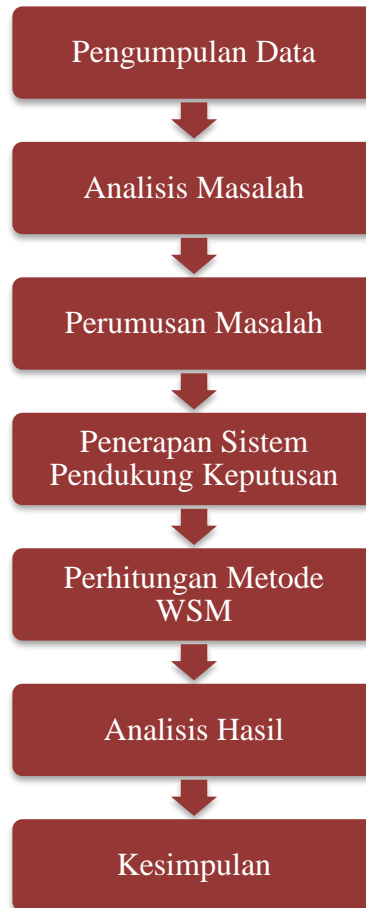 Pengumpulan Data
Analisis Masalah
Perumusan Masalah
Penerapan Sistem
Pendukung Keputusan
Perhitungan Metode
WSM
Analisis Hasil
Kesimpulan